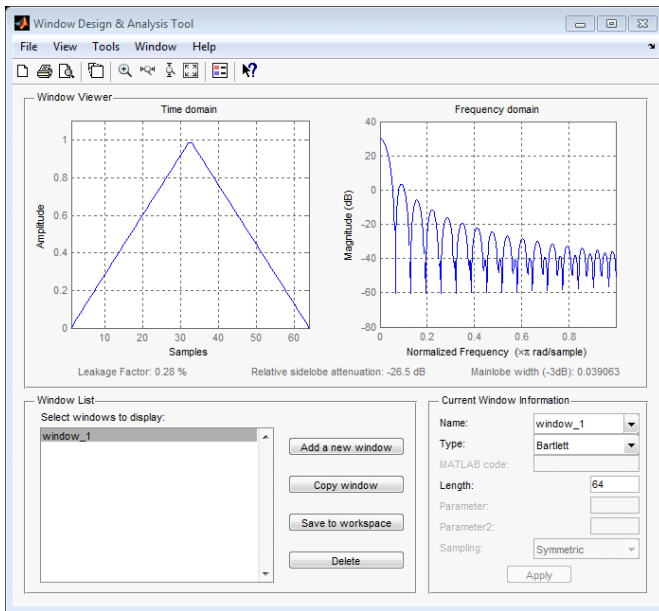 Window Design & Analysis Tool
File View Tools Window Help
Window Viewer
Time domain
Frequency domain
1
0.8
0.6
0.4
0.2
0
Amplitude
10 20 30 40 50 60
Samples
40
20
0
-20
-40
-60
-80
Magnitude (dB)
0 0.2 0.4 0.6 0.8
Normalized Frequency (×π rad/sample)
Leakage Factor: 0.28 % Relative sidelobe attenuation: -26.5 dB Mainlobe width (-3dB): 0.039063
Window List
Select windows to display:
window_1
Add a new window
Copy window
Save to workspace
Delete
Current Window Information
Name: window_1
Type: Bartlett
MATLAB code:
Length: 64
Parameter:
Parameter2:
Sampling: Symmetric
Apply